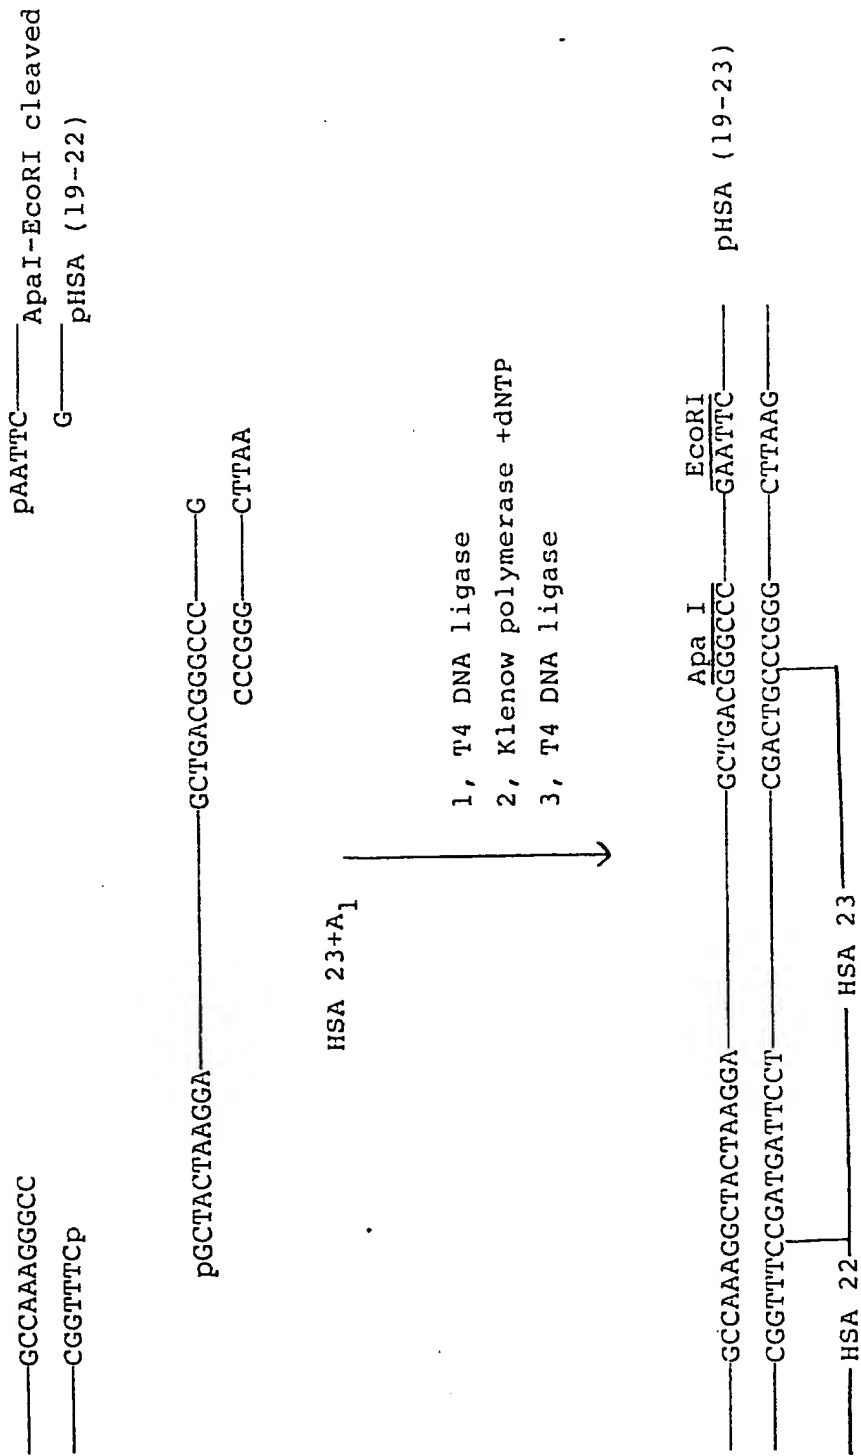 GCCAAAGGGCC
CGGTTTCp
pAATTC
ApaI-EcoRI cleaved
G
pHSA (19-22)
pGCTACTAAGGA
GCTGACGGGCCC
G
CCCGGG
CTTAA
HSA 23+A1
1, T4 DNA ligase
2, Klenow polymerase +dNTP
3, T4 DNA ligase
Apa I
EcoRI
GCCAAAGGCTACTAAGGA
GCTGACGGGCCC
GAATTC
pHSA (19-23)
CGGTTTCCGATGATTCCT
CGACTGCCCGGG
CTTAAG
HSA 22
HSA 23